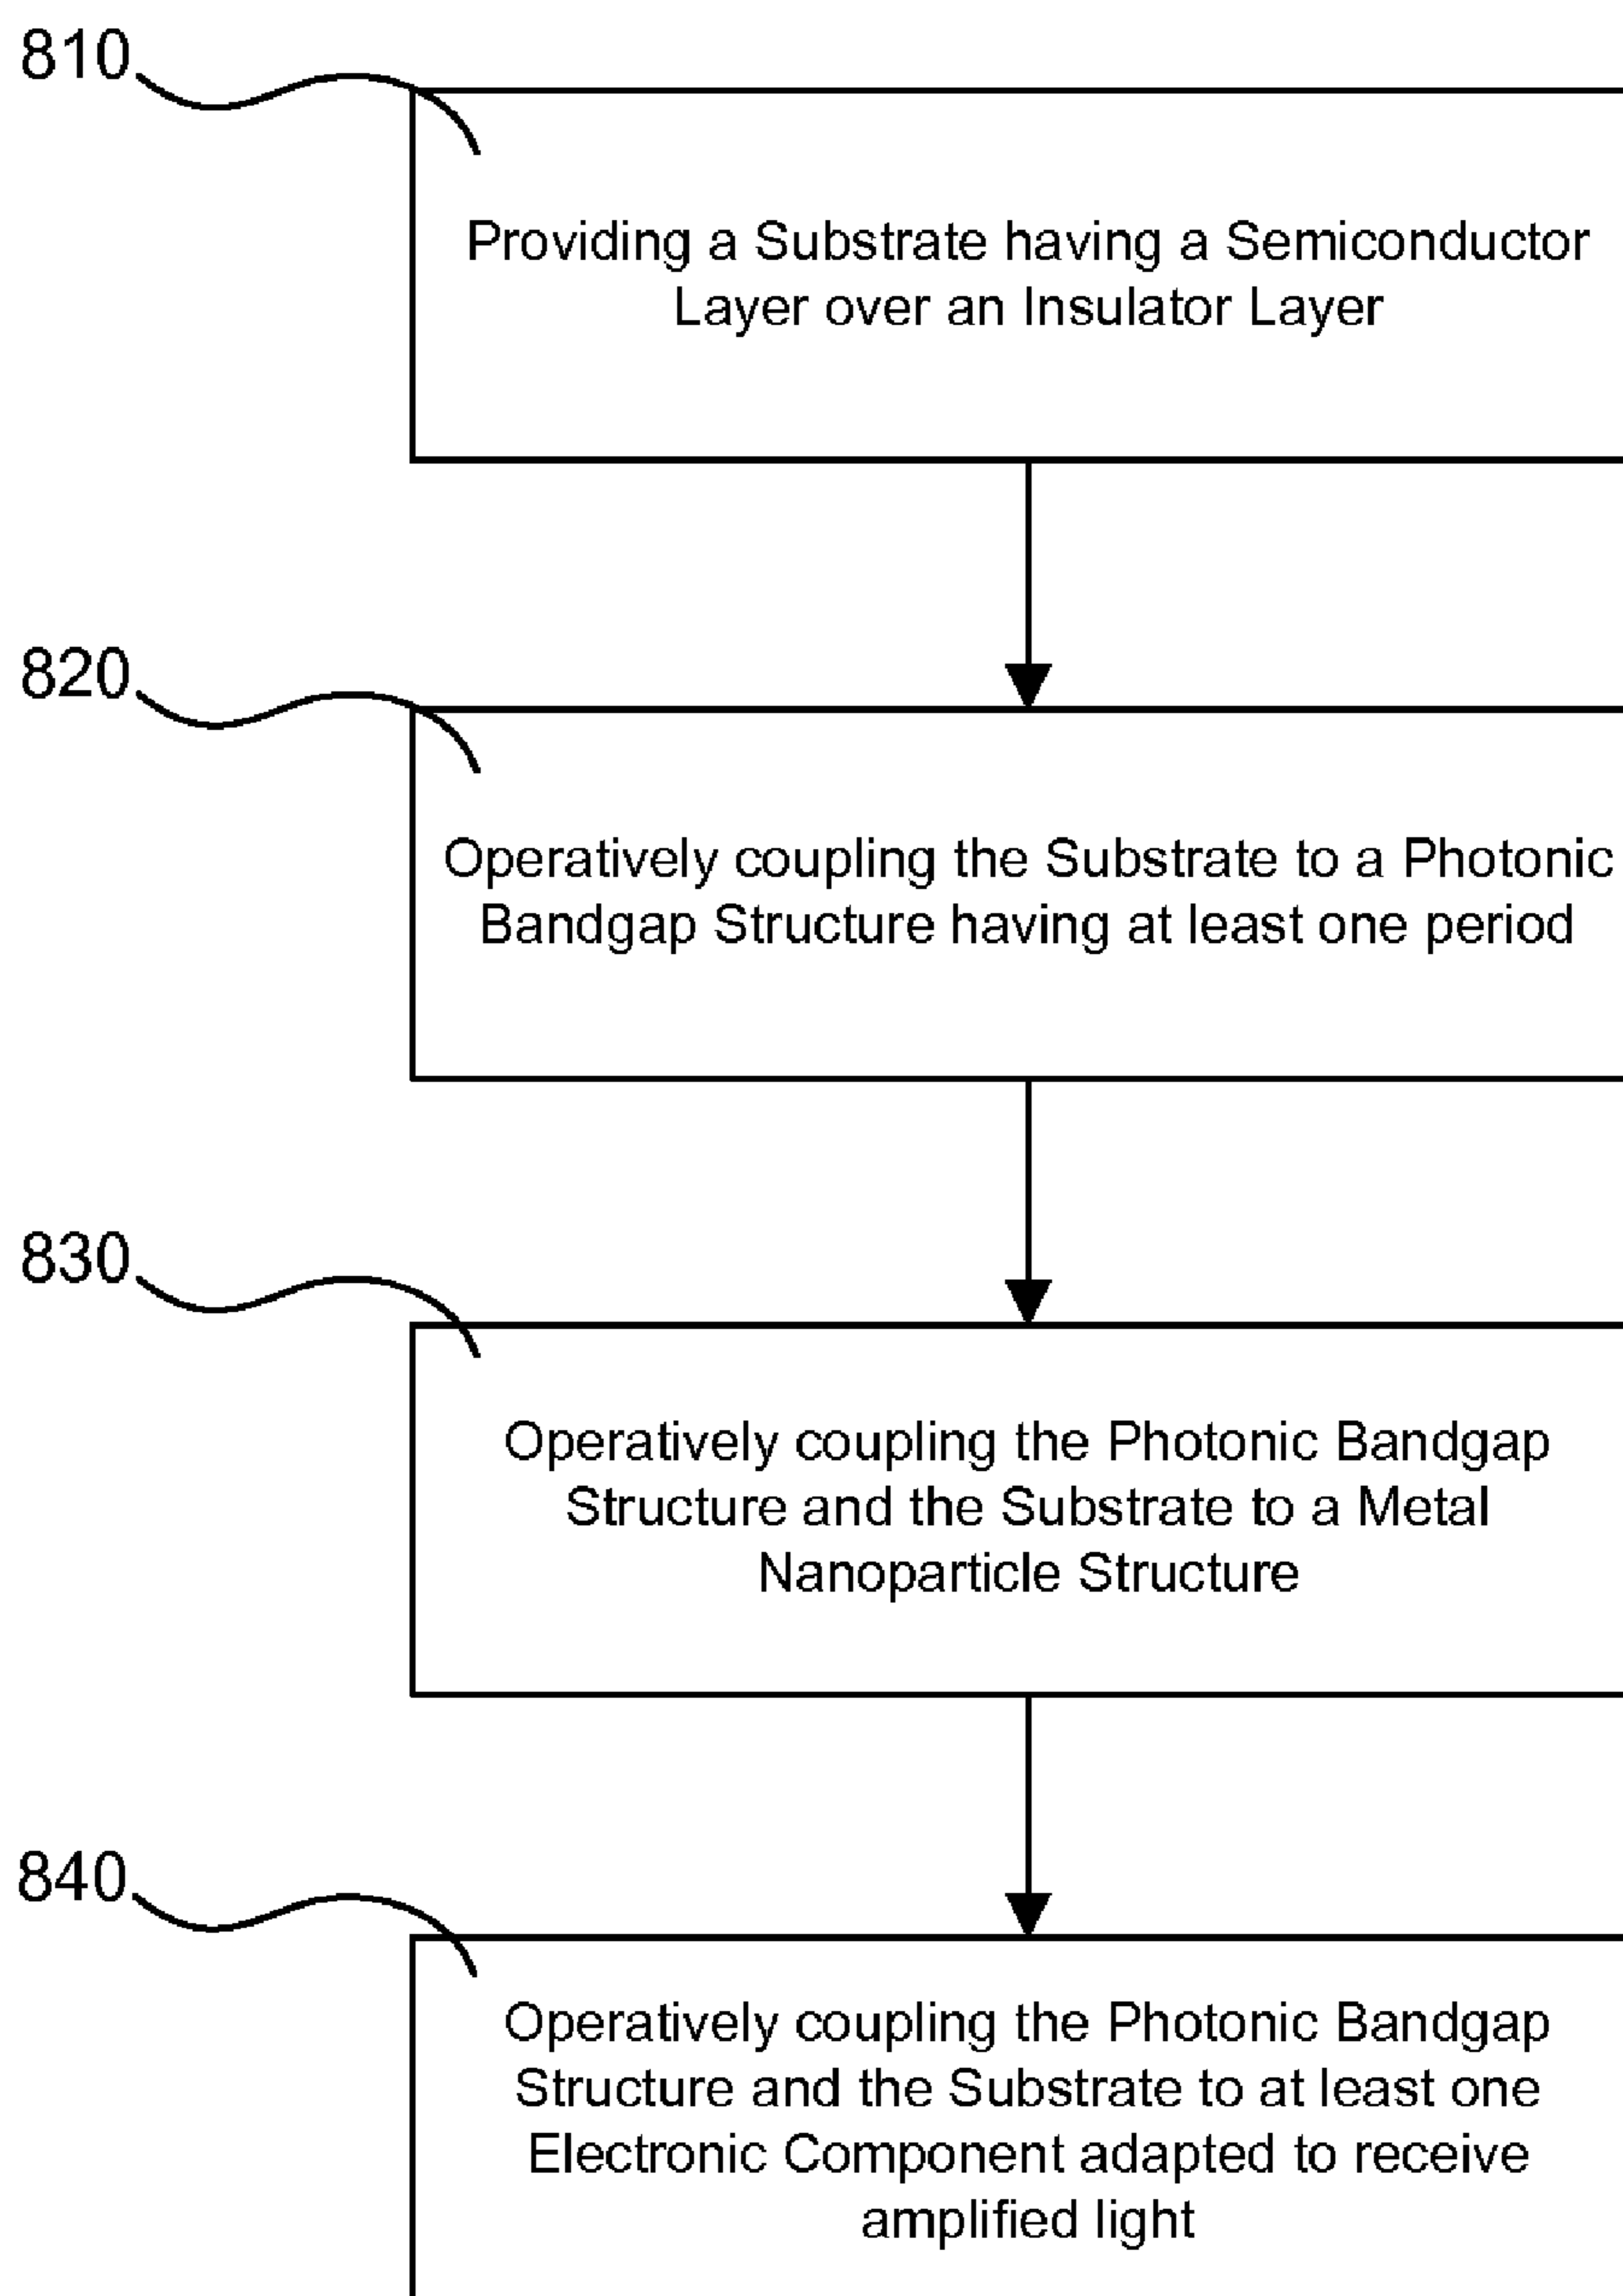 810
Providing a Substrate having a Semiconductor
Layer over an Insulator Layer
820
Operatively coupling the Substrate to a Photonic
Bandgap Structure having at least one period
830
Operatively coupling the Photonic Bandgap
Structure and the Substrate to a Metal
Nanoparticle Structure
840
Operatively coupling the Photonic Bandgap
Structure and the Substrate to at least one
Electronic Component adapted to receive
amplified light